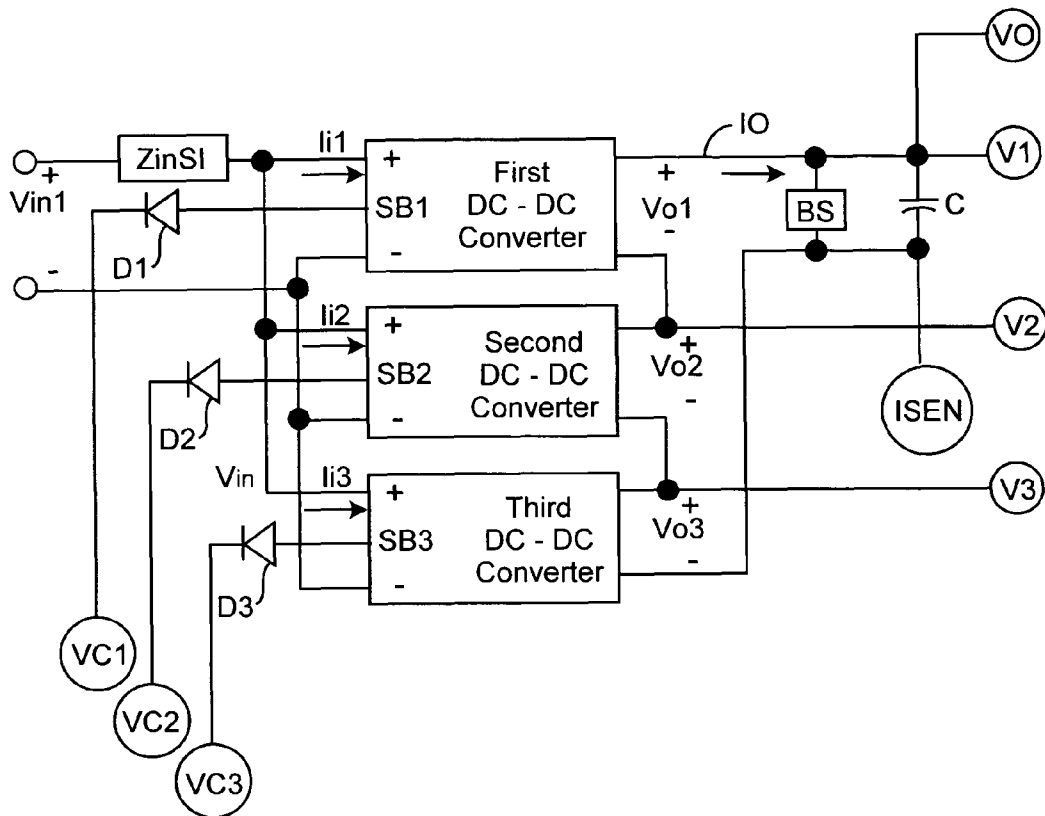 VO
IO
V1
ZinSI
Ii1
+
First
DC - DC
Converter
+
Vo1
-
BS
C
+
Vin1
SB1
-
D1
-
Ii2
+
Second
DC - DC
Converter
+
Vo2
-
V2
SB2
-
D2
ISEN
Vin
Ii3
+
Third
DC - DC
Converter
+
Vo3
-
V3
SB3
-
D3
VC1
VC2
VC3